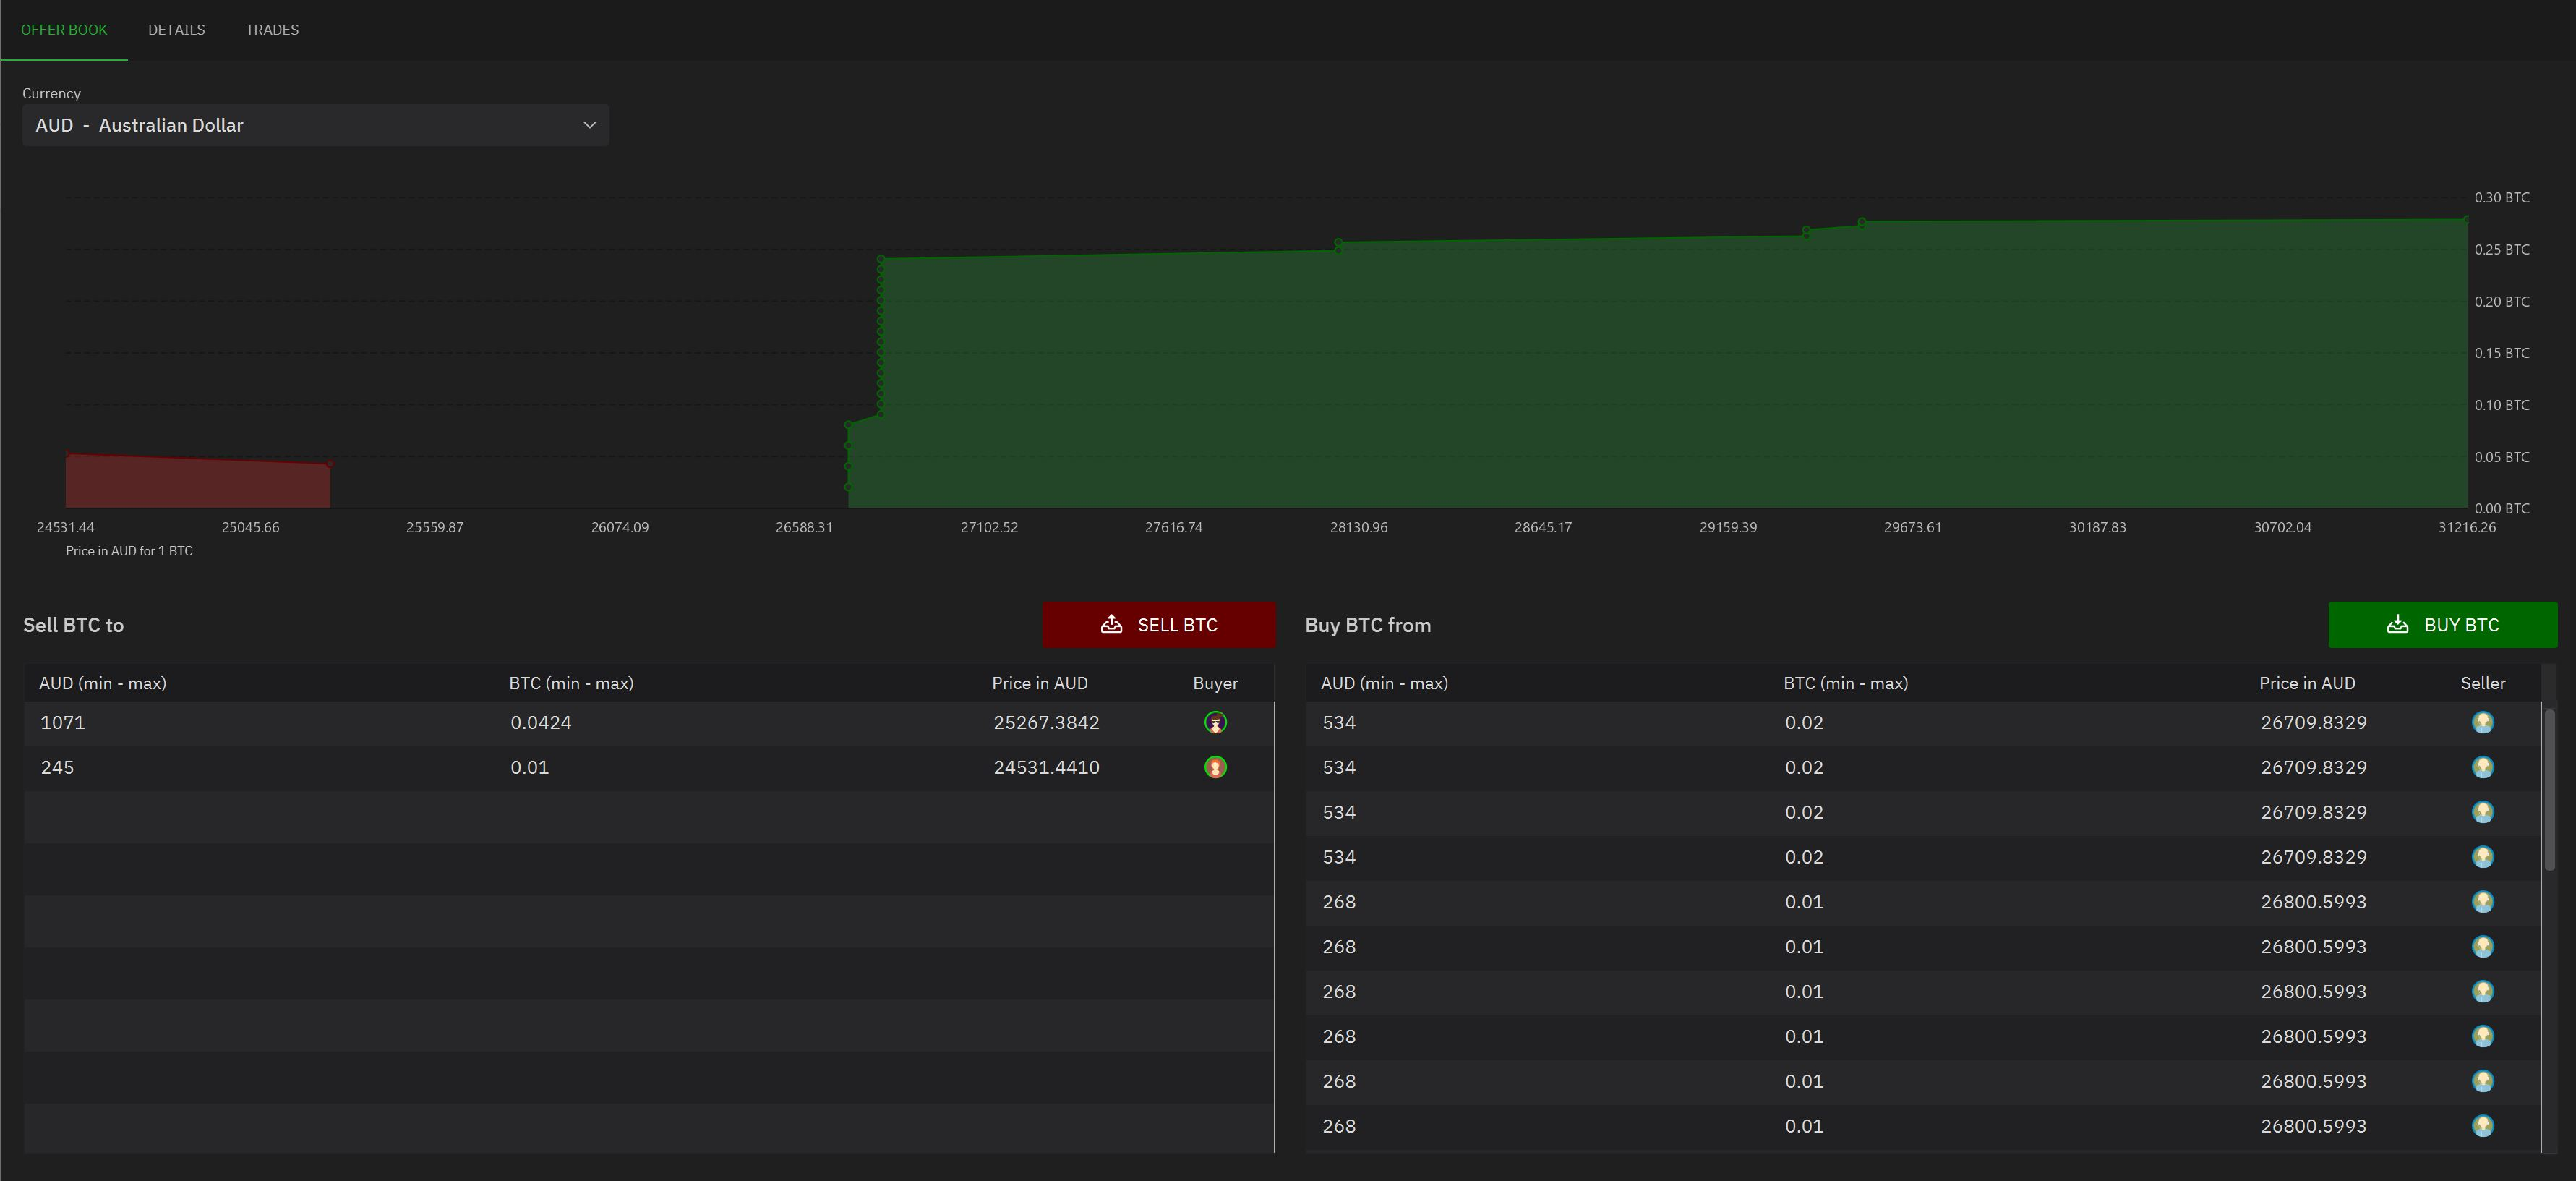 OFFER BOOK DETAILS TRADES
Currency
AUD - Australian Dollar
0.30 BTC
0.25 BTC
0.20 BTC
0.15 BTC
0.10 BTC
0.05 BTC
0.00 BTC
24531.44 25045.66 25559.87 26074.09 26588.31 27102.52 27616.74 28130.96 28645.17 29159.39 29673.61 30187.83 30702.04 31216.26
Price in AUD for 1 BTC
Sell BTC to SELL BTC
AUD (min - max) BTC (min - max) Price in AUD Buyer
1071 0.0424 25267.3842
245 0.01 24531.4410
Buy BTC from BUY BTC
AUD (min - max) BTC (min - max) Price in AUD Seller
534 0.02 26709.8329
534 0.02 26709.8329
534 0.02 26709.8329
534 0.02 26709.8329
268 0.01 26800.5993
268 0.01 26800.5993
268 0.01 26800.5993
268 0.01 26800.5993
268 0.01 26800.5993
268 0.01 26800.5993